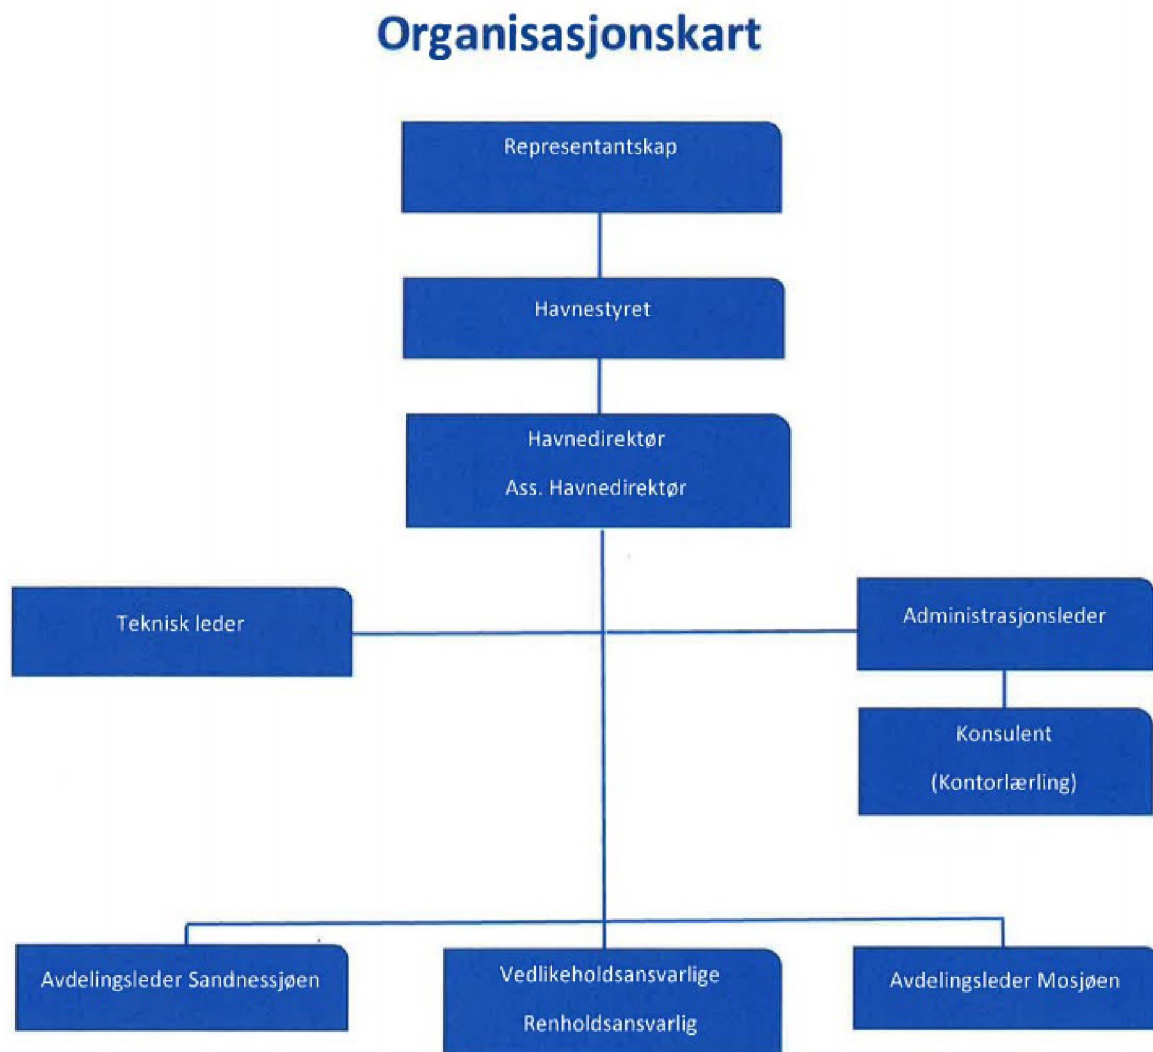 Organisasjonskart
Representantskap
Havnestyret
Havnedirektør
Ass. Havnedirektør
Teknisk leder
Administrasjonsleder
Konsulent
(Kontorlærling)
Avdelingsleder Sandnessjøen
Vedlikeholdsansvarlige
Renholdsansvarlig
Avdelingsleder Mosjøen